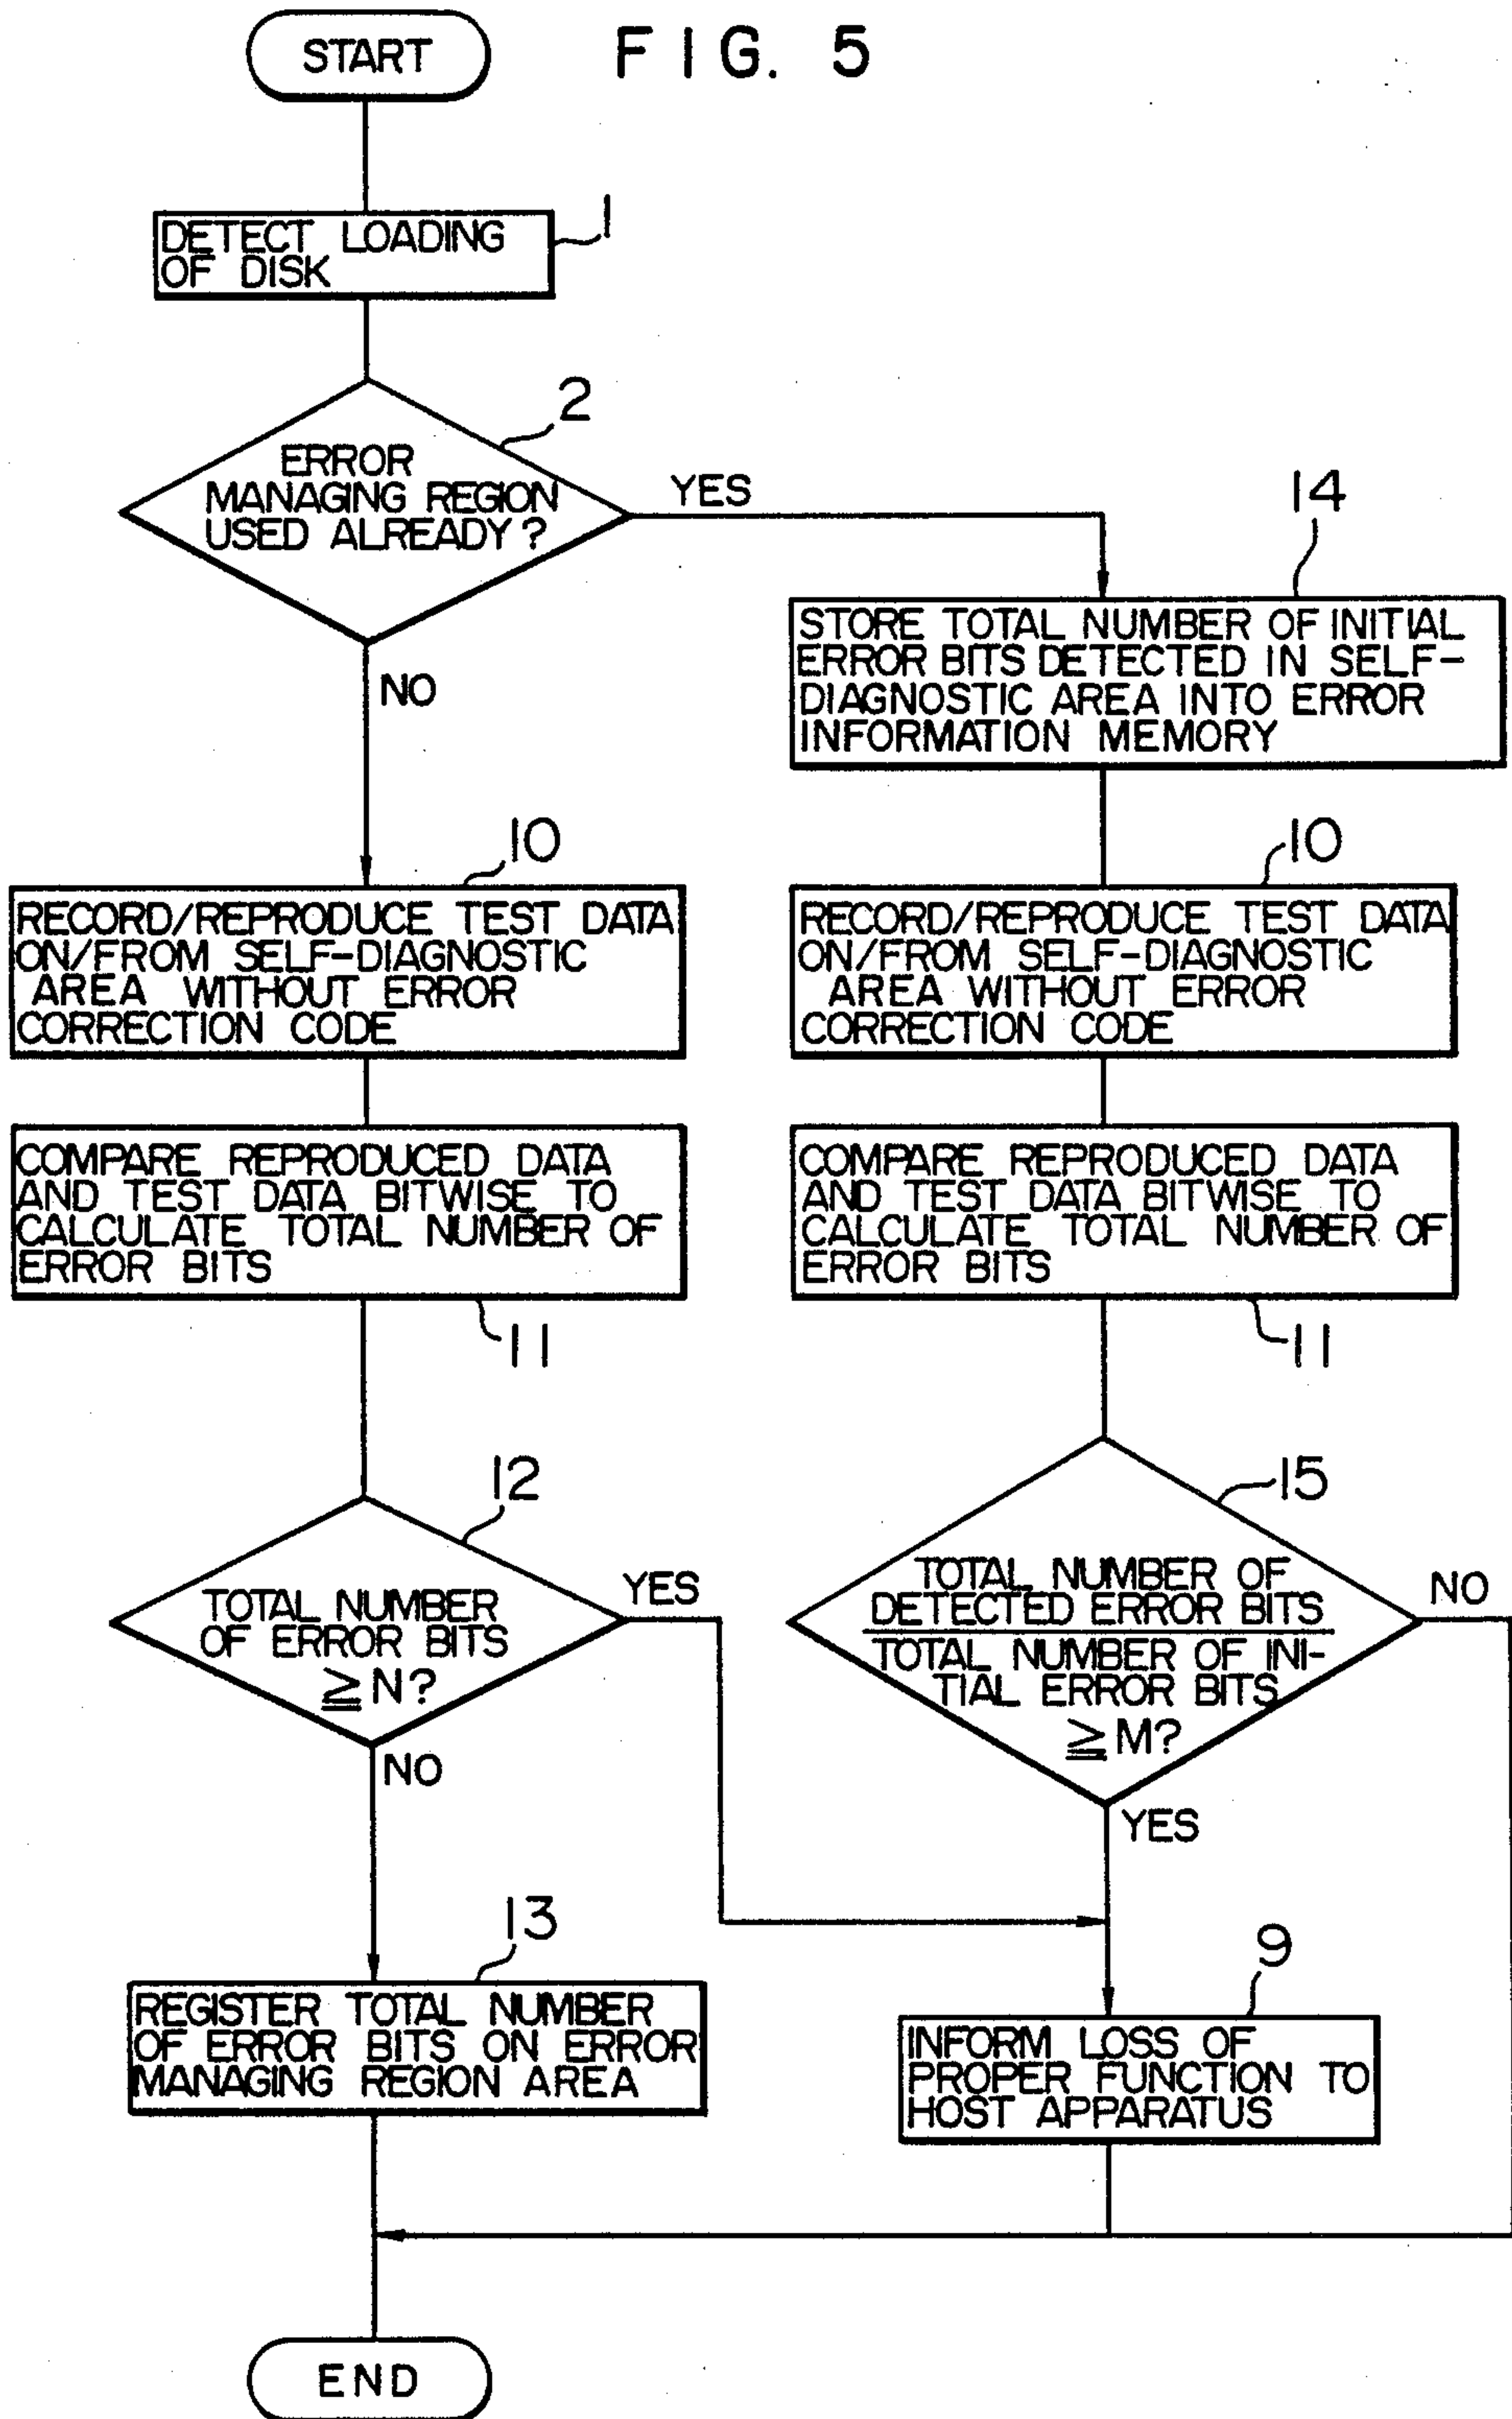 FIG. 5
START
1
DETECT LOADING
OF DISK
2
ERROR
MANAGING REGION
USED ALREADY?
YES
NO
14
STORE TOTAL NUMBER OF INITIAL
ERROR BITS DETECTED IN SELF-
DIAGNOSTIC AREA INTO ERROR
INFORMATION MEMORY
10
RECORD/REPRODUCE TEST DATA
ON/FROM SELF-DIAGNOSTIC
AREA WITHOUT ERROR
CORRECTION CODE
10
RECORD/REPRODUCE TEST DATA
ON/FROM SELF-DIAGNOSTIC
AREA WITHOUT ERROR
CORRECTION CODE
COMPARE REPRODUCED DATA
AND TEST DATA BITWISE TO
CALCULATE TOTAL NUMBER OF
ERROR BITS
11
COMPARE REPRODUCED DATA
AND TEST DATA BITWISE TO
CALCULATE TOTAL NUMBER OF
ERROR BITS
11
12
TOTAL NUMBER
OF ERROR BITS
≧ N?
YES
NO
15
TOTAL NUMBER OF
DETECTED ERROR BITS
TOTAL NUMBER OF INI-
TIAL ERROR BITS
≧ M?
NO
YES
13
REGISTER TOTAL NUMBER
OF ERROR BITS ON ERROR
MANAGING REGION AREA
9
INFORM LOSS OF
PROPER FUNCTION TO
HOST APPARATUS
END